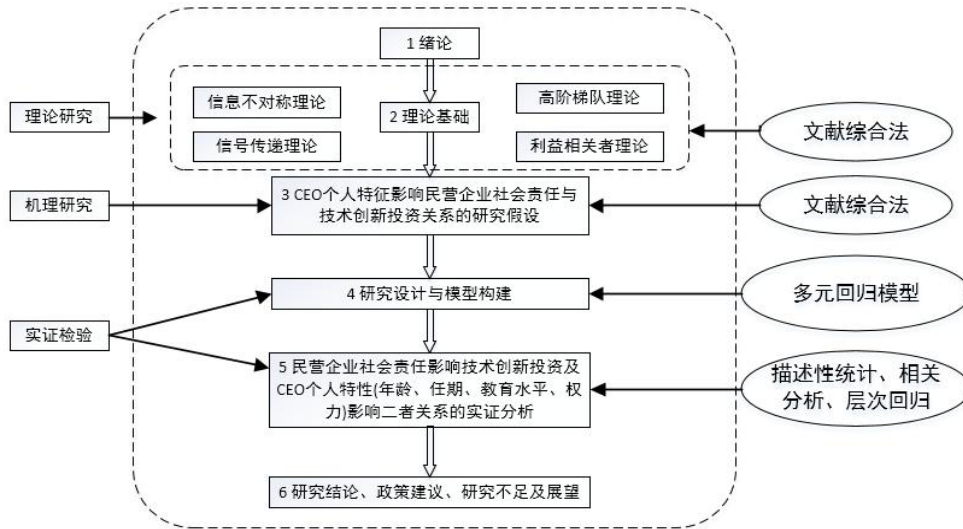 1 绪论
信息不对称理论
高阶梯队理论
理论研究
2 理论基础
文献综合法
信号传递理论
利益相关者理论
机理研究
3 CEO个人特征影响民营企业社会责任与
技术创新投资关系的研究假设
文献综合法
4 研究设计与模型构建
多元回归模型
实证检验
5 民营企业社会责任影响技术创新投资及
CEO个人特性(年龄、任期、教育水平、权
力)影响二者关系的实证分析
描述性统计、相关
分析、层次回归
6 研究结论、政策建议、研究不足及展望